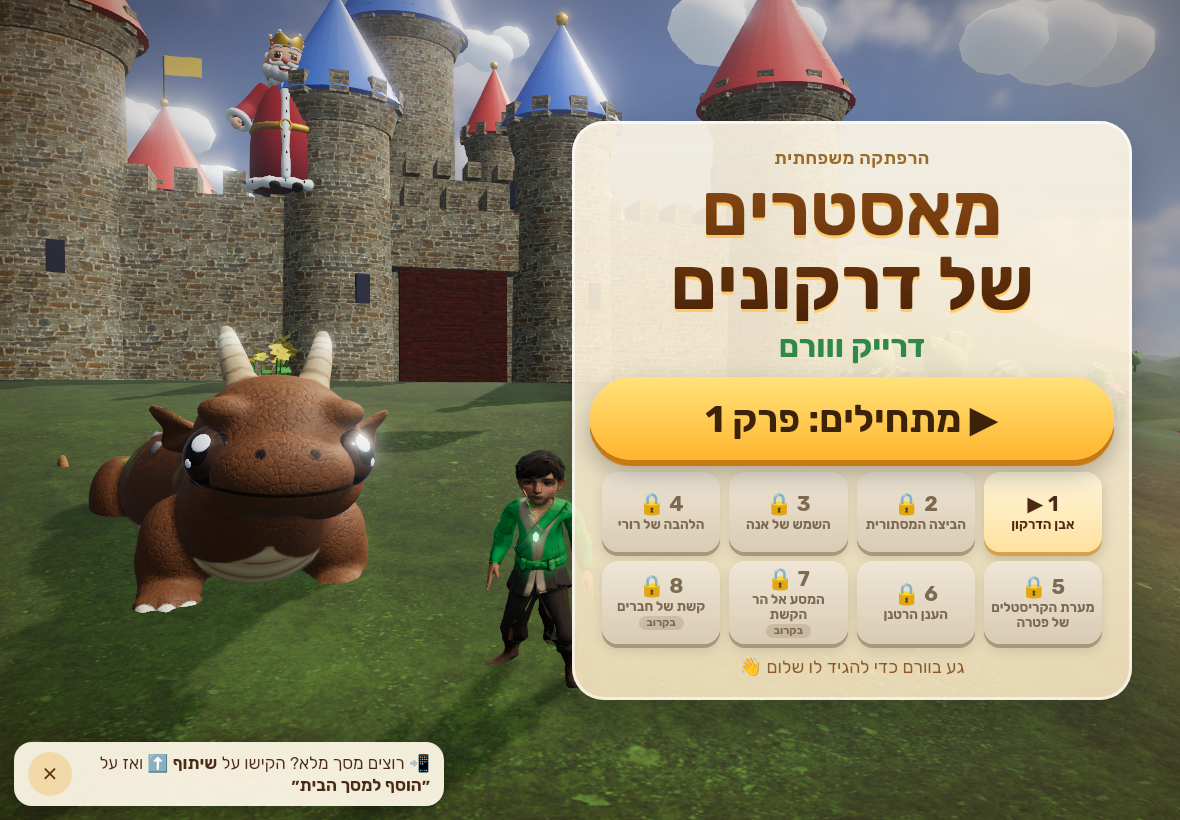 הרפתקה משפחתית
מאסטרים
של דרקונים
דרייק וווורם
▶ מתחילים: פרק 1
1 ▶
אבן הדרקון
2 🔒
הביצה המסתורית
3 🔒
השמש של אנה
4 🔒
הלהבה של רורי
5 🔒
מערת הקריסטלים
של פטרה
6 🔒
הענן הרטנן
7 🔒
המסע אל הר
הקשת
בקרוב
8 🔒
קשת של חברים
בקרוב
גע בוורם כדי להגיד לו שלום 👋
📲 רוצים מסך מלא? הקישו על שיתוף ⬆️ ואז על
״הוסף למסך הבית״
✕